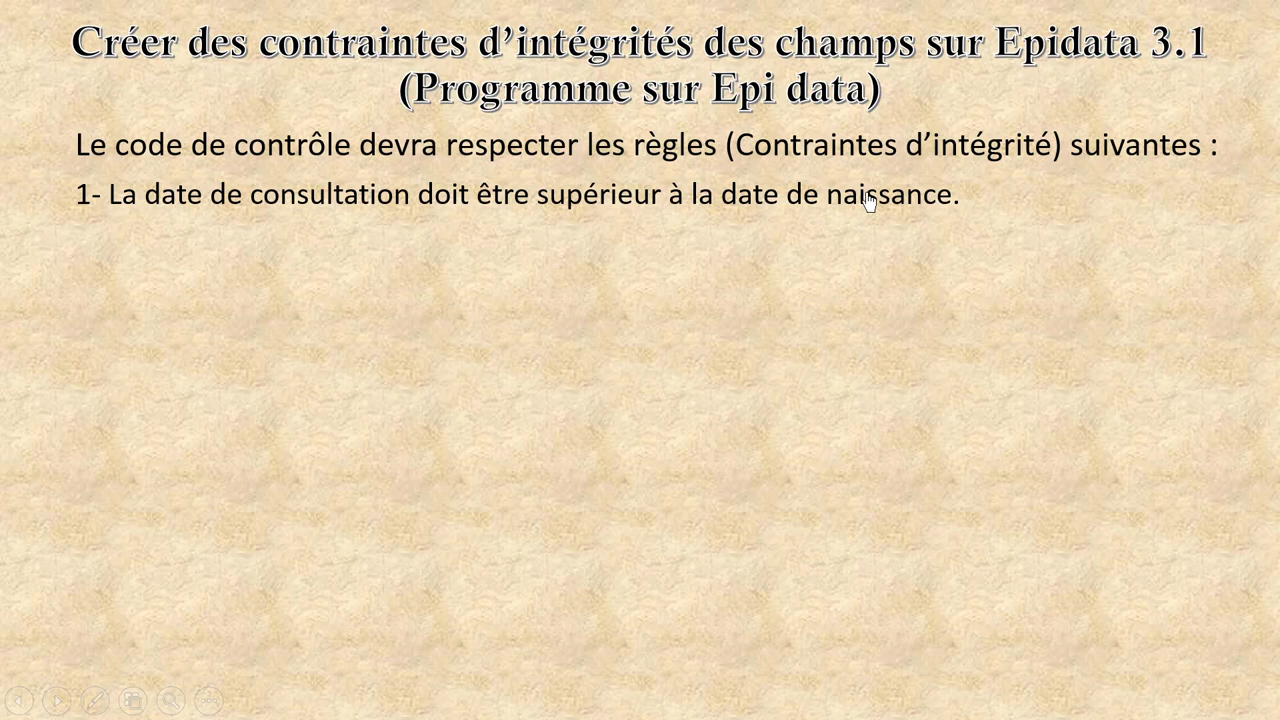 Créer des contraintes d’intégrités des champs sur Epidata 3.1
(Programme sur Epi data)
Le code de contrôle devra respecter les règles (Contraintes d’intégrité) suivantes :
1- La date de consultation doit être supérieur à la date de naissance.